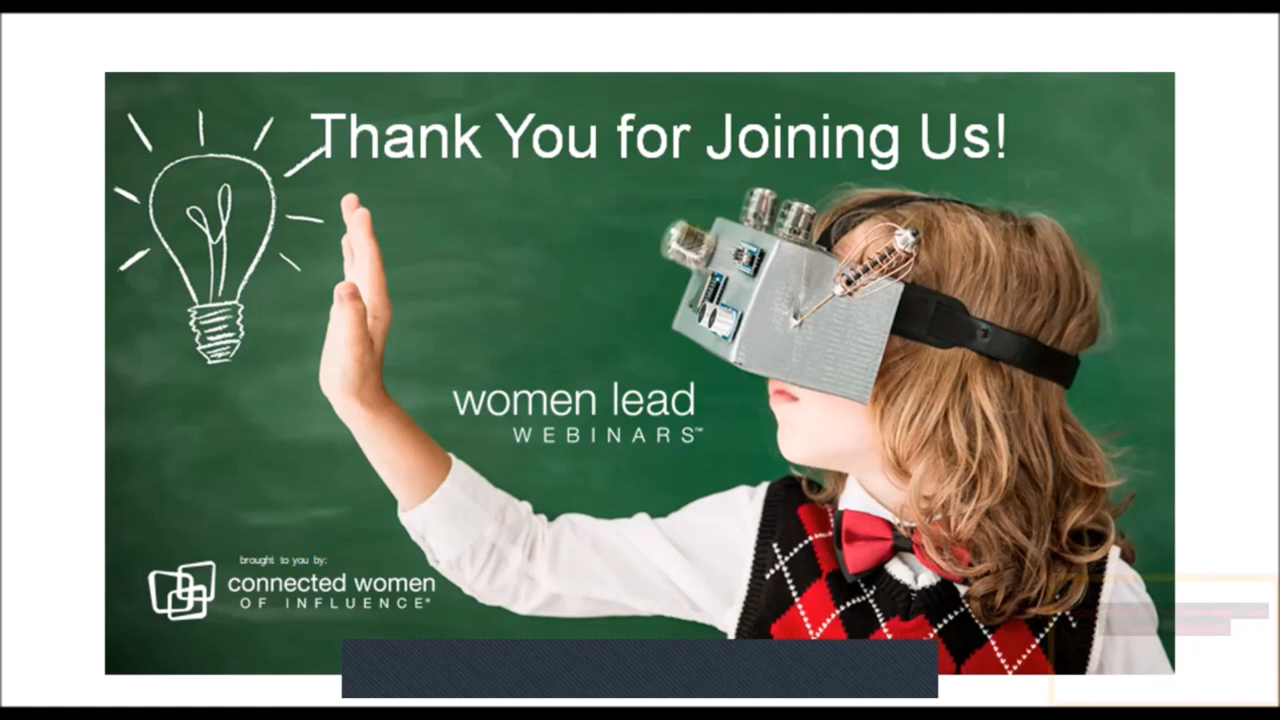 Thank You for Joining Us!
women lead
WEBINARS™
brought to you by:
connected women
OF INFLUENCE®